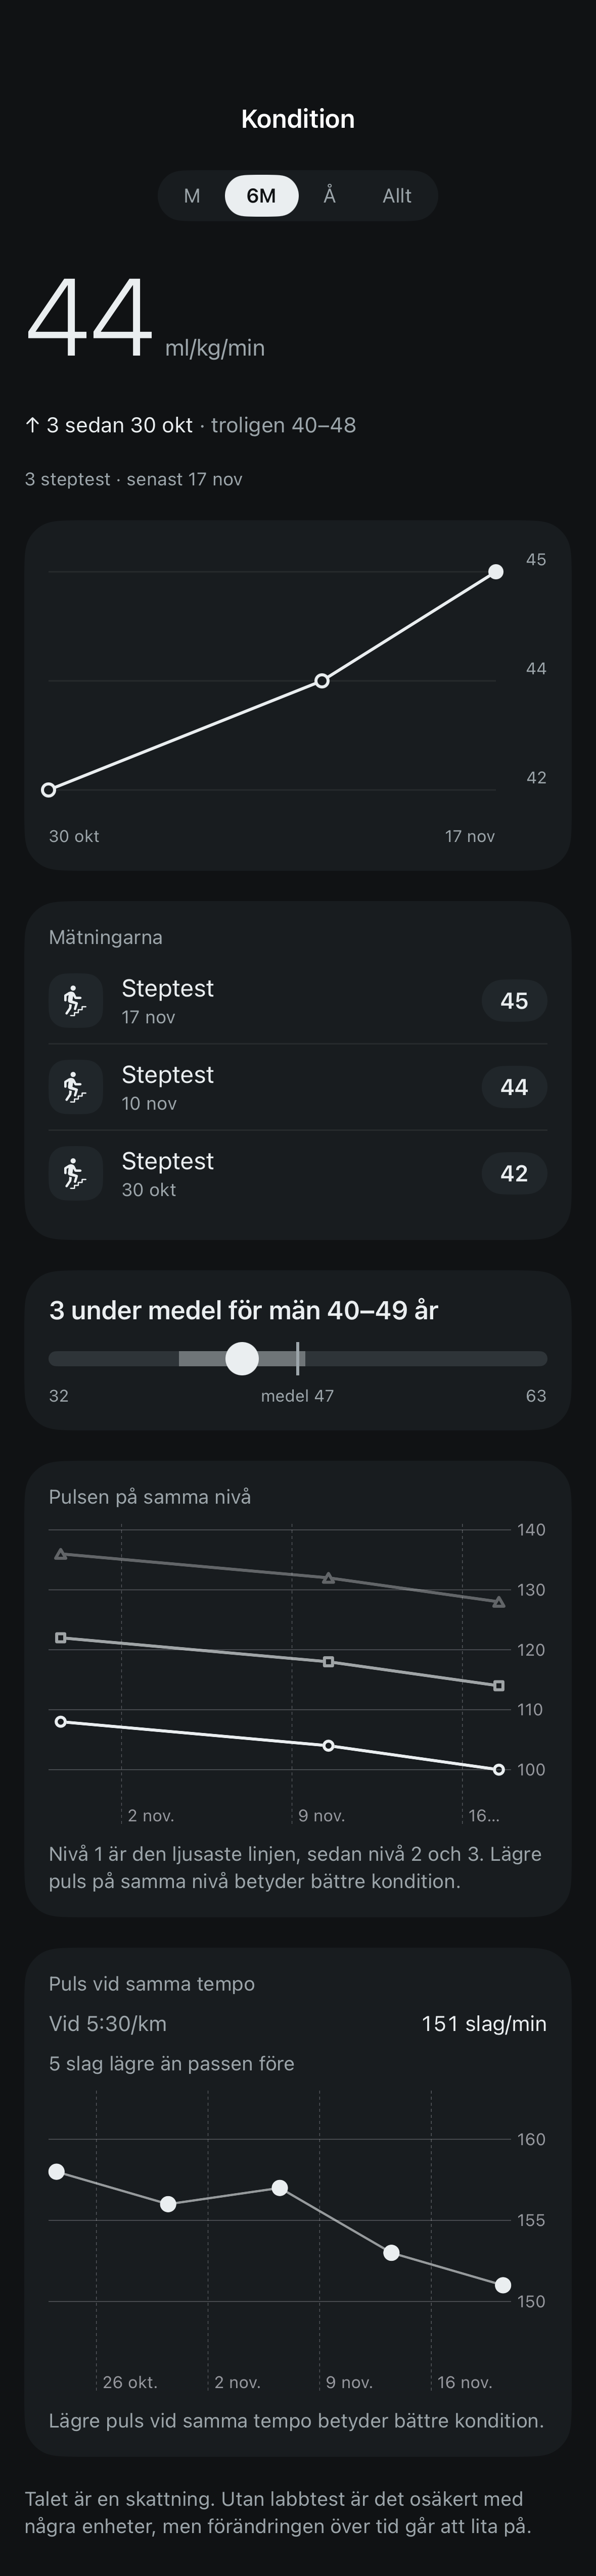 Kondition
M 6M Å Allt
44 ml/kg/min
↑ 3 sedan 30 okt · troligen 40–48
3 steptest · senast 17 nov
45
44
42
30 okt 17 nov
Mätningarna
Steptest
17 nov
45
Steptest
10 nov
44
Steptest
30 okt
42
3 under medel för män 40–49 år
32 medel 47 63
Pulsen på samma nivå
140
130
120
110
100
2 nov. 9 nov. 16...
Nivå 1 är den ljusaste linjen, sedan nivå 2 och 3. Lägre
puls på samma nivå betyder bättre kondition.
Puls vid samma tempo
Vid 5:30/km 151 slag/min
5 slag lägre än passen före
160
155
150
26 okt. 2 nov. 9 nov. 16 nov.
Lägre puls vid samma tempo betyder bättre kondition.
Talet är en skattning. Utan labbtest är det osäkert med
några enheter, men förändringen över tid går att lita på.